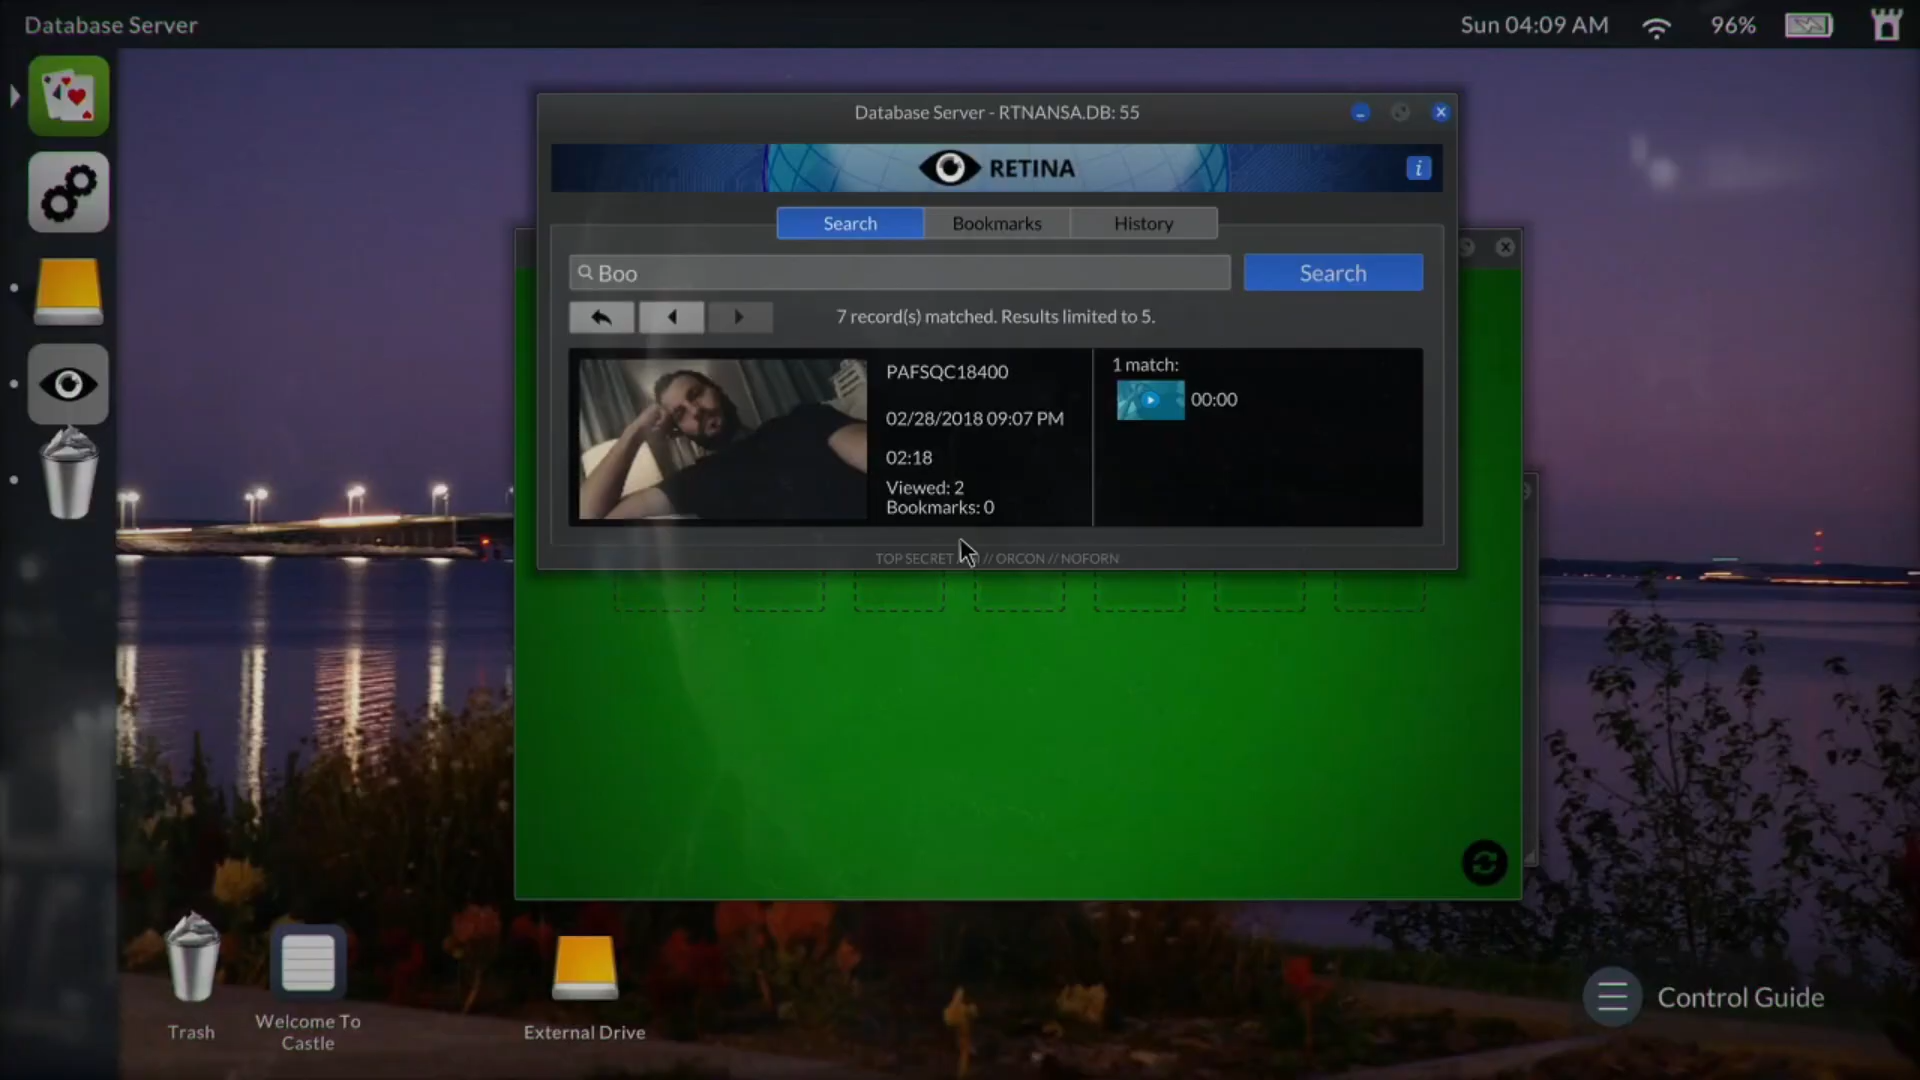 Database Server
Sun 04:09 AM
96%
Database Server - RTNANSA.DB: 55
RETINA
i
Search
Bookmarks
History
Boo
Search
7 record(s) matched. Results limited to 5.
PAFSQC18400
02/28/2018 09:07 PM
02:18
Viewed: 2
Bookmarks: 0
1 match:
00:00
TOP SECRET // ORCON // NOFORN
Trash
Welcome To
Castle
External Drive
Control Guide